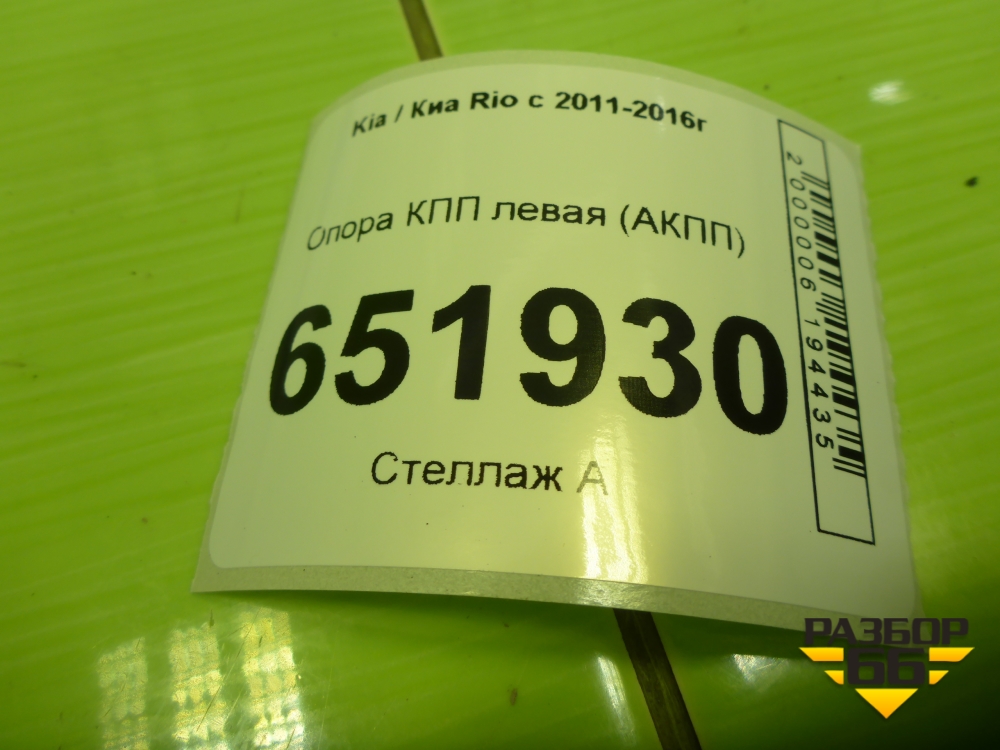 Kia / Киа Rio с 2011-2016г
Опора КПП левая (АКПП)
651930
Стеллаж А
2000006194435
РАЗБОР
66